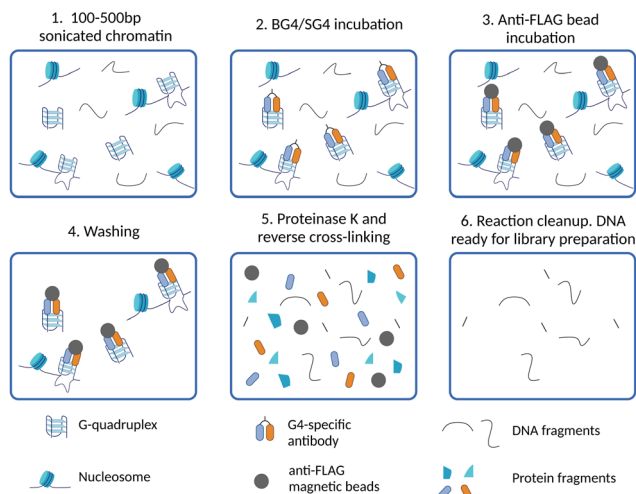 1. 100-500bp
sonicated chromatin
2. BG4/SG4 incubation
3. Anti-FLAG bead
incubation
4. Washing
5. Proteinase K and
reverse cross-linking
6. Reaction cleanup. DNA
ready for library preparation
G-quadruplex
G4-specific
antibody
DNA fragments
Nucleosome
anti-FLAG
magnetic beads
Protein fragments